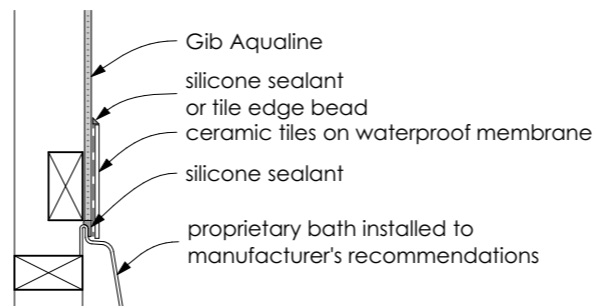 Gib Aqualine
silicone sealant
or tile edge bead
ceramic tiles on waterproof membrane
silicone sealant
proprietary bath installed to
manufacturer's recommendations